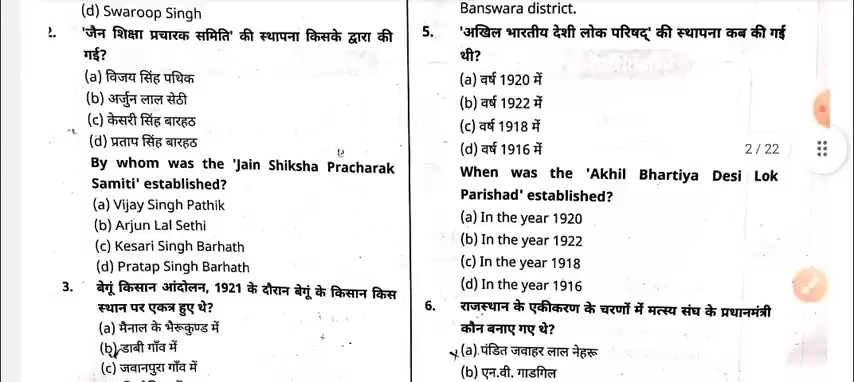 (d) Swaroop Singh
2. 'जैन शिक्षा प्रचारक समिति' की स्थापना किसके द्वारा की
गई?
(a) विजय सिंह पथिक
(b) अर्जुन लाल सेठी
(c) केसरी सिंह बारहठ
(d) प्रताप सिंह बारहठ
By whom was the 'Jain Shiksha Pracharak
Samiti' established?
(a) Vijay Singh Pathik
(b) Arjun Lal Sethi
(c) Kesari Singh Barhath
(d) Pratap Singh Barhath
3. बेगूं किसान आंदोलन, 1921 के दौरान बेगूं के किसान किस
स्थान पर एकत्र हुए थे?
(a) मैनाल के भैरूकुण्ड में
(b) डाबी गाँव में
(c) जवानपुरा गाँव में
Banswara district.
5. 'अखिल भारतीय देशी लोक परिषद्' की स्थापना कब की गई
थी?
(a) वर्ष 1920 में
(b) वर्ष 1922 में
(c) वर्ष 1918 में
(d) वर्ष 1916 में
When was the 'Akhil Bhartiya Desi Lok
Parishad' established?
(a) In the year 1920
(b) In the year 1922
(c) In the year 1918
(d) In the year 1916
6. राजस्थान के एकीकरण के चरणों में मत्स्य संघ के प्रधानमंत्री
कौन बनाए गए थे?
(a) पंडित जवाहर लाल नेहरू
(b) एन.वी. गाडगिल
2 / 22